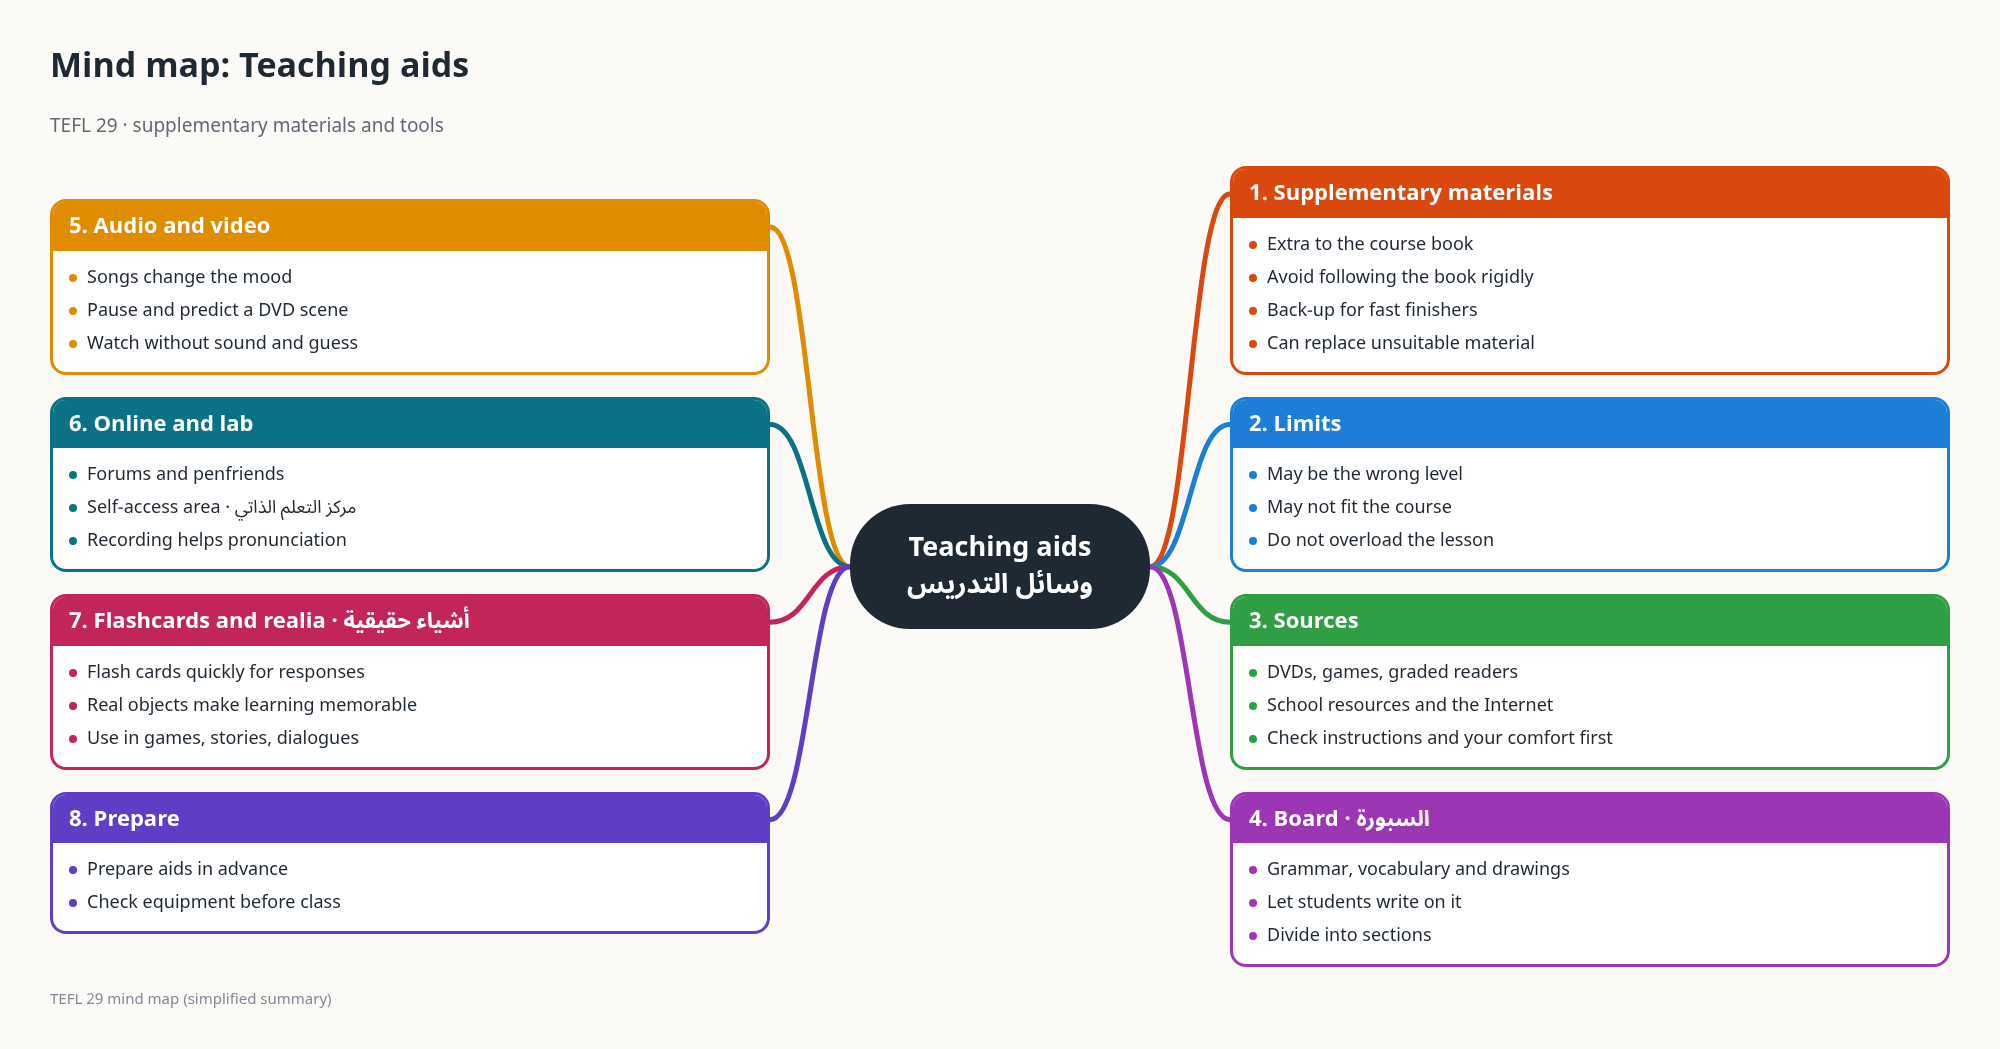 Mind map: Teaching aids
TEFL 29 · supplementary materials and tools
1. Supplementary materials
Extra to the course book
Avoid following the book rigidly
Back-up for fast finishers
Can replace unsuitable material
2. Limits
May be the wrong level
May not fit the course
Do not overload the lesson
3. Sources
DVDs, games, graded readers
School resources and the Internet
Check instructions and your comfort first
4. Board · السبورة
Grammar, vocabulary and drawings
Let students write on it
Divide into sections
Teaching aids
وسائل التدريس
5. Audio and video
Songs change the mood
Pause and predict a DVD scene
Watch without sound and guess
6. Online and lab
Forums and penfriends
Self-access area · مركز التعلم الذاتي
Recording helps pronunciation
7. Flashcards and realia · أشياء حقيقية
Flash cards quickly for responses
Real objects make learning memorable
Use in games, stories, dialogues
8. Prepare
Prepare aids in advance
Check equipment before class
TEFL 29 mind map (simplified summary)